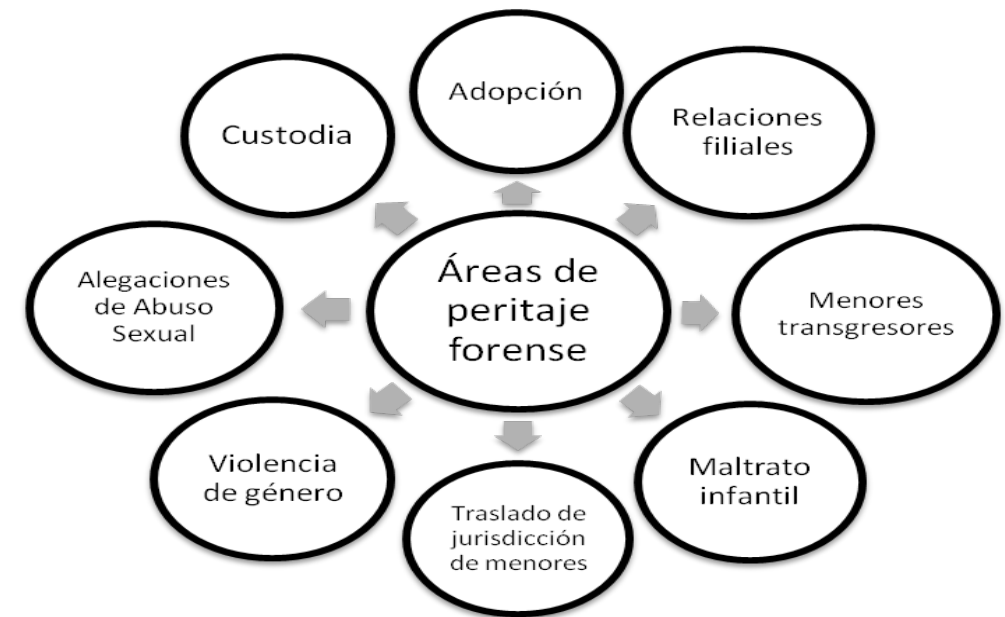 Áreas de
peritaje
forense
Adopción
Relaciones
filiales
Menores
transgresores
Maltrato
infantil
Traslado de
jurisdicción
de menores
Violencia
de género
Alegaciones
de Abuso
Sexual
Custodia